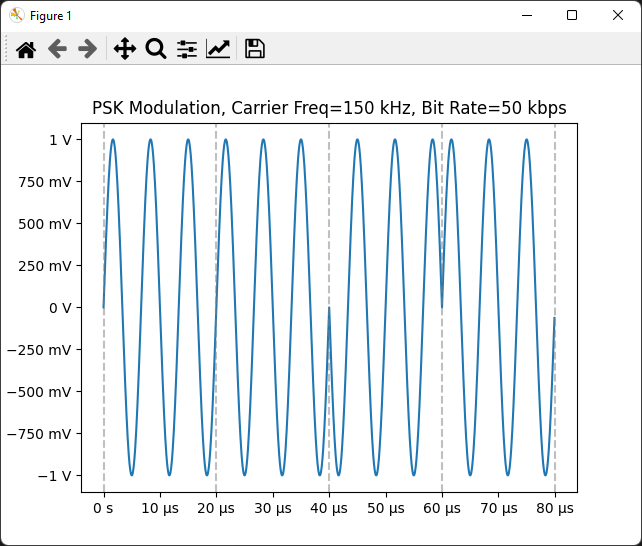 Figure 1
PSK Modulation, Carrier Freq=150 kHz, Bit Rate=50 kbps
1 V
750 mV
500 mV
250 mV
0 V
−250 mV
−500 mV
−750 mV
−1 V
0 s 10 µs 20 µs 30 µs 40 µs 50 µs 60 µs 70 µs 80 µs